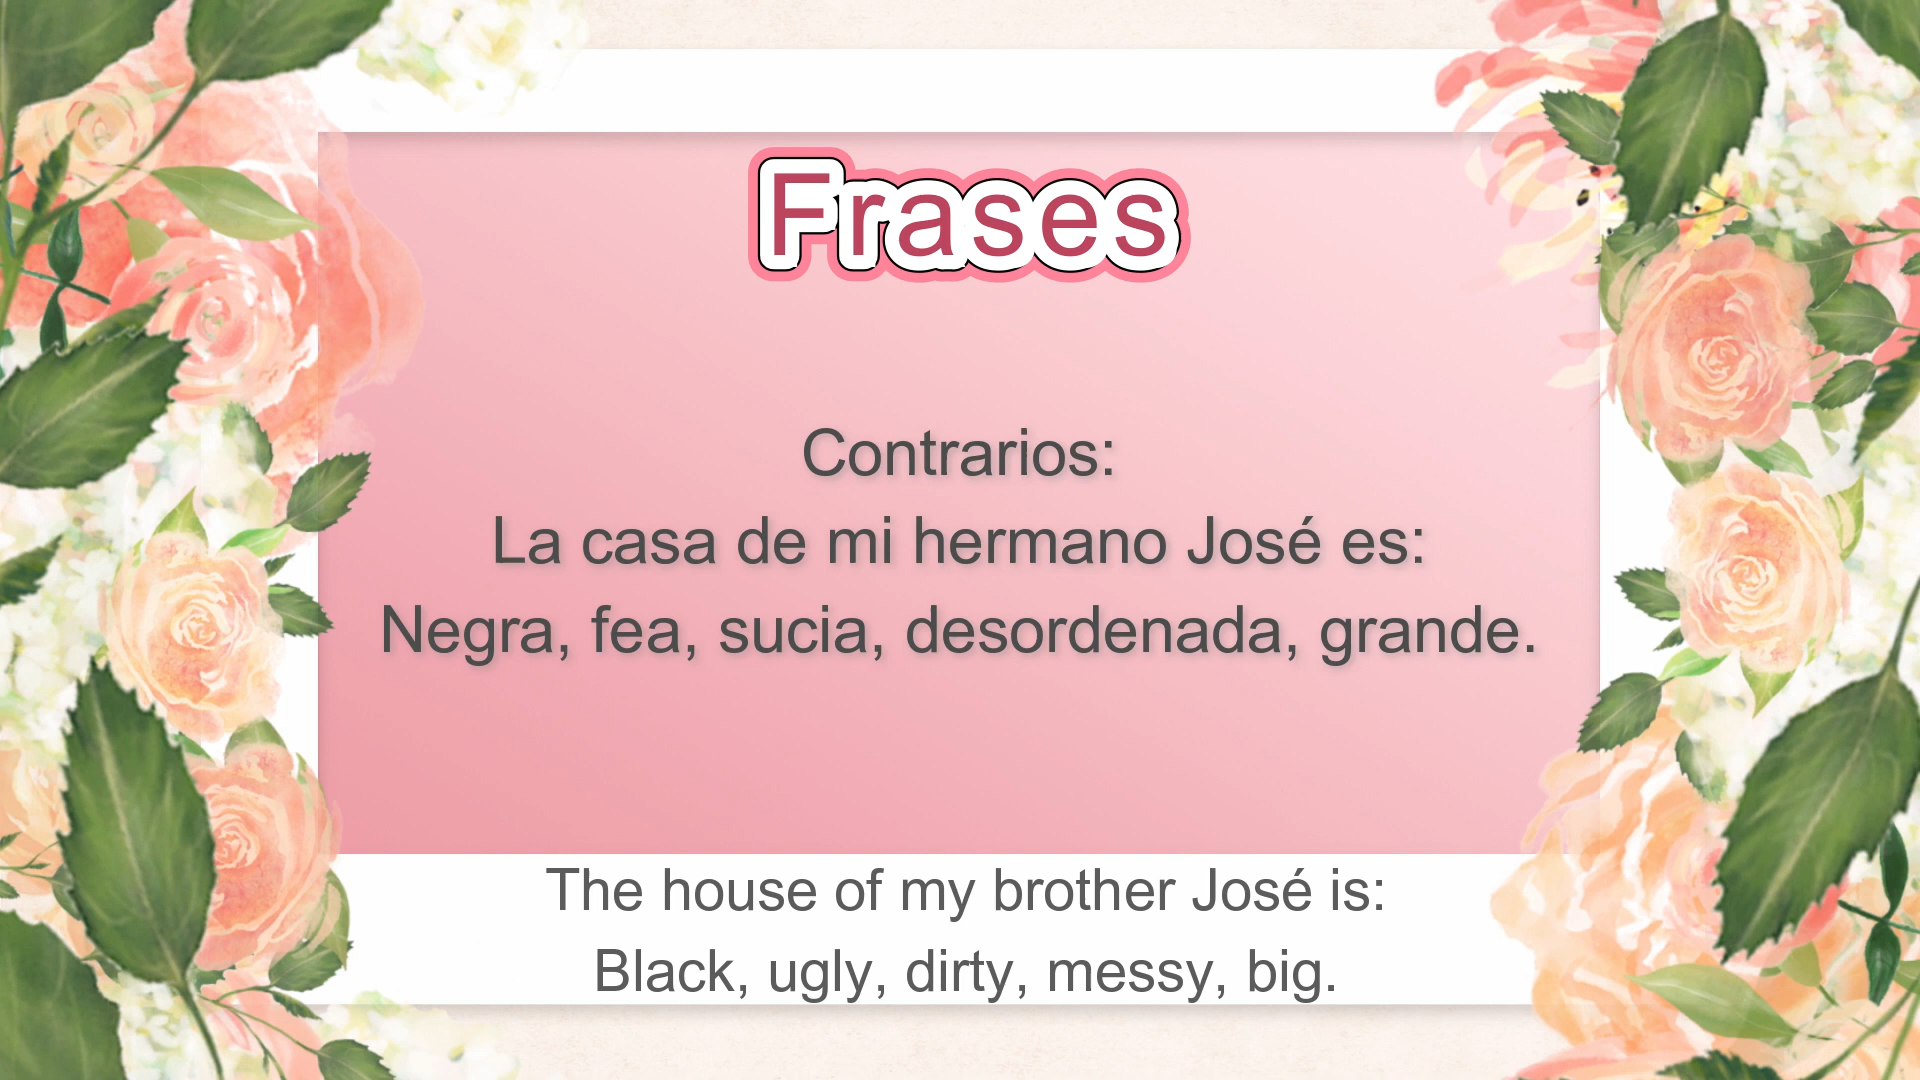 Frases
Contrarios:
La casa de mi hermano José es:
Negra, fea, sucia, desordenada, grande.
The house of my brother José is:
Black, ugly, dirty, messy, big.